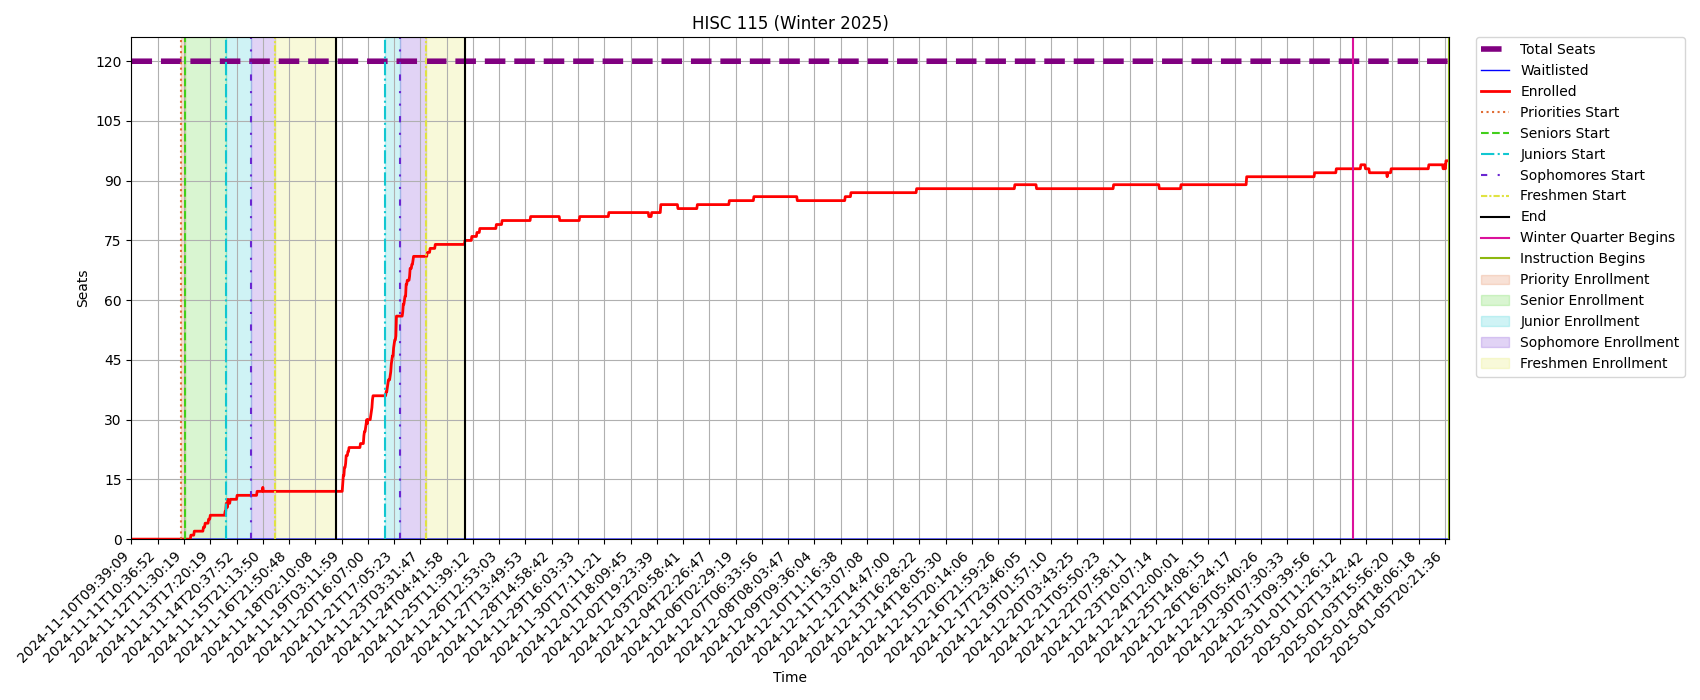 HISC 115 (Winter 2025)
Seats
120
105
90
75
60
45
30
15
0
2024-11-10T09:39:09
2024-11-11T10:36:52
2024-11-12T11:30:19
2024-11-13T17:20:19
2024-11-14T20:37:52
2024-11-15T21:13:50
2024-11-16T21:50:48
2024-11-18T02:10:08
2024-11-19T03:11:59
2024-11-20T16:07:00
2024-11-21T17:05:23
2024-11-23T03:31:47
2024-11-24T04:41:58
2024-11-25T11:39:12
2024-11-26T12:53:03
2024-11-27T13:49:53
2024-11-28T14:58:42
2024-11-29T16:03:33
2024-11-30T17:11:21
2024-12-01T18:09:45
2024-12-02T19:23:39
2024-12-03T20:58:41
2024-12-04T22:26:47
2024-12-06T02:29:19
2024-12-07T06:33:56
2024-12-08T08:03:47
2024-12-09T09:36:04
2024-12-10T11:16:38
2024-12-11T13:07:08
2024-12-12T14:47:00
2024-12-13T16:28:22
2024-12-14T18:05:30
2024-12-15T20:14:06
2024-12-16T21:59:26
2024-12-17T23:46:05
2024-12-19T01:57:10
2024-12-20T03:43:25
2024-12-21T05:50:23
2024-12-22T07:58:11
2024-12-23T10:07:14
2024-12-24T12:00:01
2024-12-25T14:08:15
2024-12-26T16:24:17
2024-12-29T05:40:26
2024-12-30T07:30:33
2024-12-31T09:39:56
2025-01-01T11:26:12
2025-01-02T13:42:42
2025-01-03T15:56:20
2025-01-04T18:06:18
2025-01-05T20:21:36
Time
Total Seats
Waitlisted
Enrolled
Priorities Start
Seniors Start
Juniors Start
Sophomores Start
Freshmen Start
End
Winter Quarter Begins
Instruction Begins
Priority Enrollment
Senior Enrollment
Junior Enrollment
Sophomore Enrollment
Freshmen Enrollment